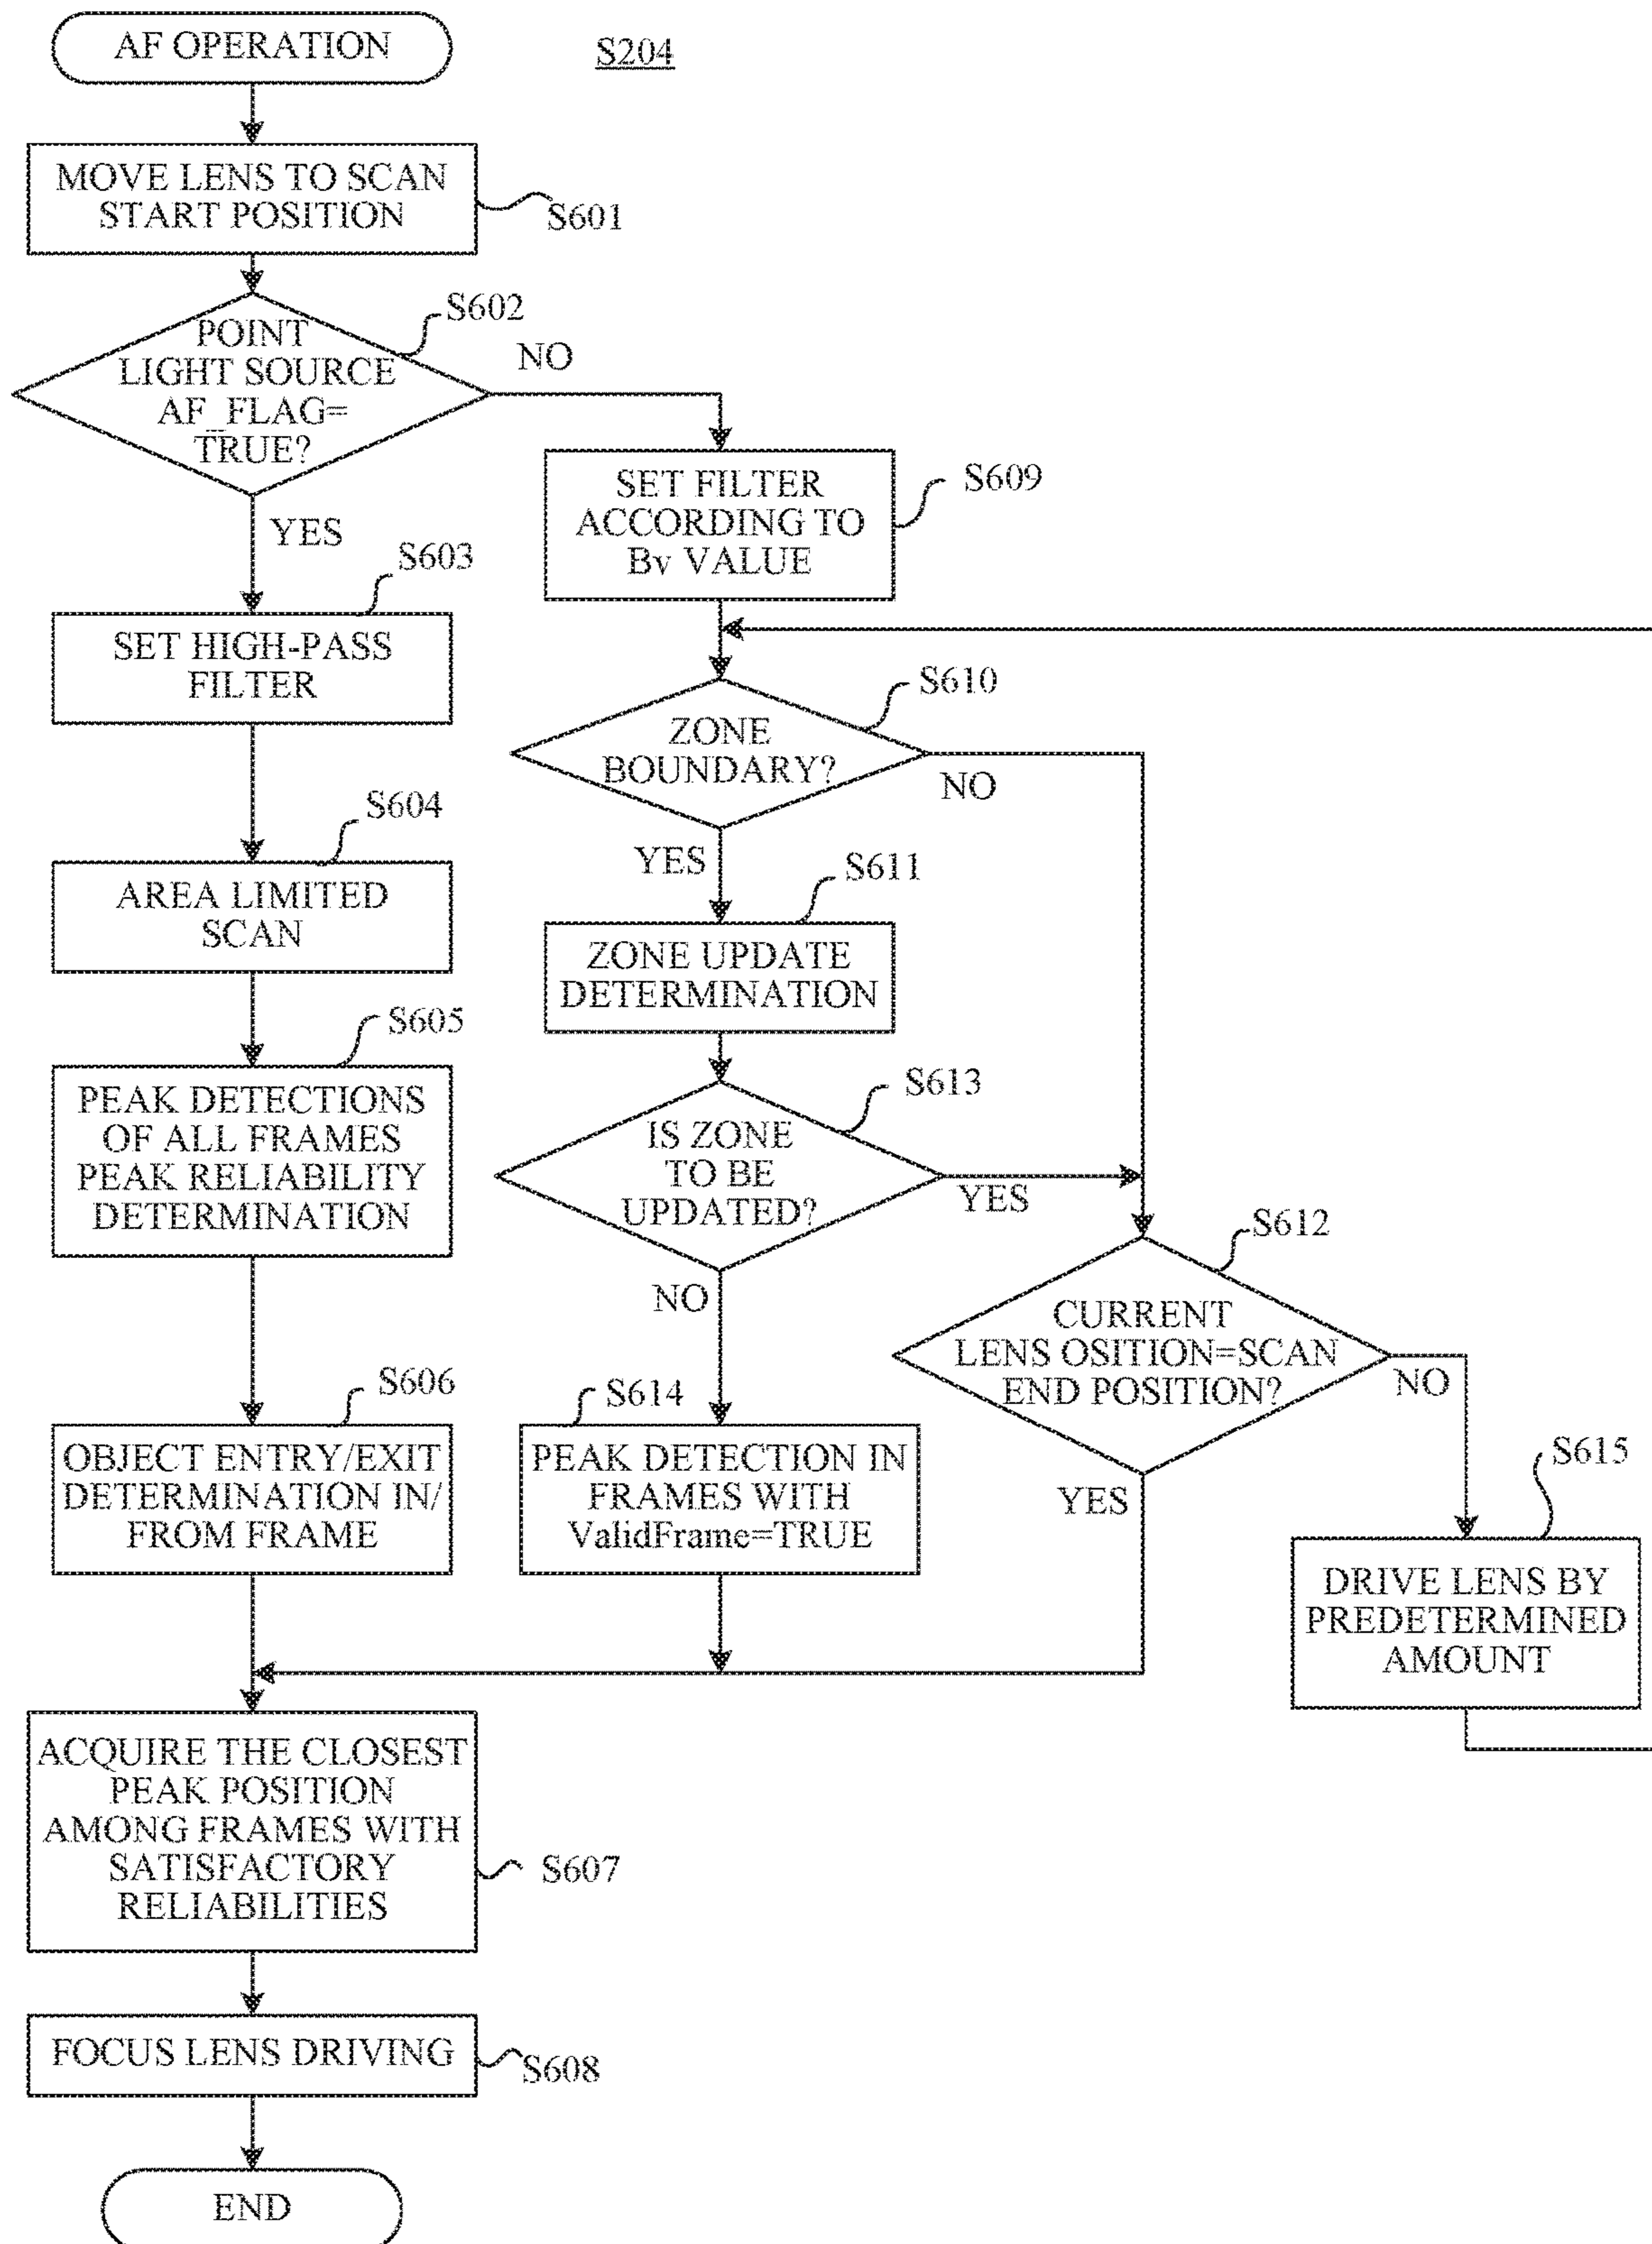 AF OPERATION
S204
MOVE LENS TO SCAN
START POSITION
S601
POINT
LIGHT SOURCE
AF_FLAG=
TRUE?
S602
NO
YES
SET FILTER
ACCORDING TO
Bv VALUE
S609
S603
SET HIGH-PASS
FILTER
ZONE
BOUNDARY?
S610
NO
YES
S604
AREA LIMITED
SCAN
S611
ZONE UPDATE
DETERMINATION
S605
PEAK DETECTIONS
OF ALL FRAMES
PEAK RELIABILITY
DETERMINATION
S613
IS ZONE
TO BE
UPDATED?
YES
NO
S612
CURRENT
LENS OSITION=SCAN
END POSITION?
NO
YES
S606
OBJECT ENTRY/EXIT
DETERMINATION IN/
FROM FRAME
S614
PEAK DETECTION IN
FRAMES WITH
ValidFrame=TRUE
S615
DRIVE LENS BY
PREDETERMINED
AMOUNT
ACQUIRE THE CLOSEST
PEAK POSITION
AMONG FRAMES WITH
SATISFACTORY
RELIABILITIES
S607
FOCUS LENS DRIVING
S608
END